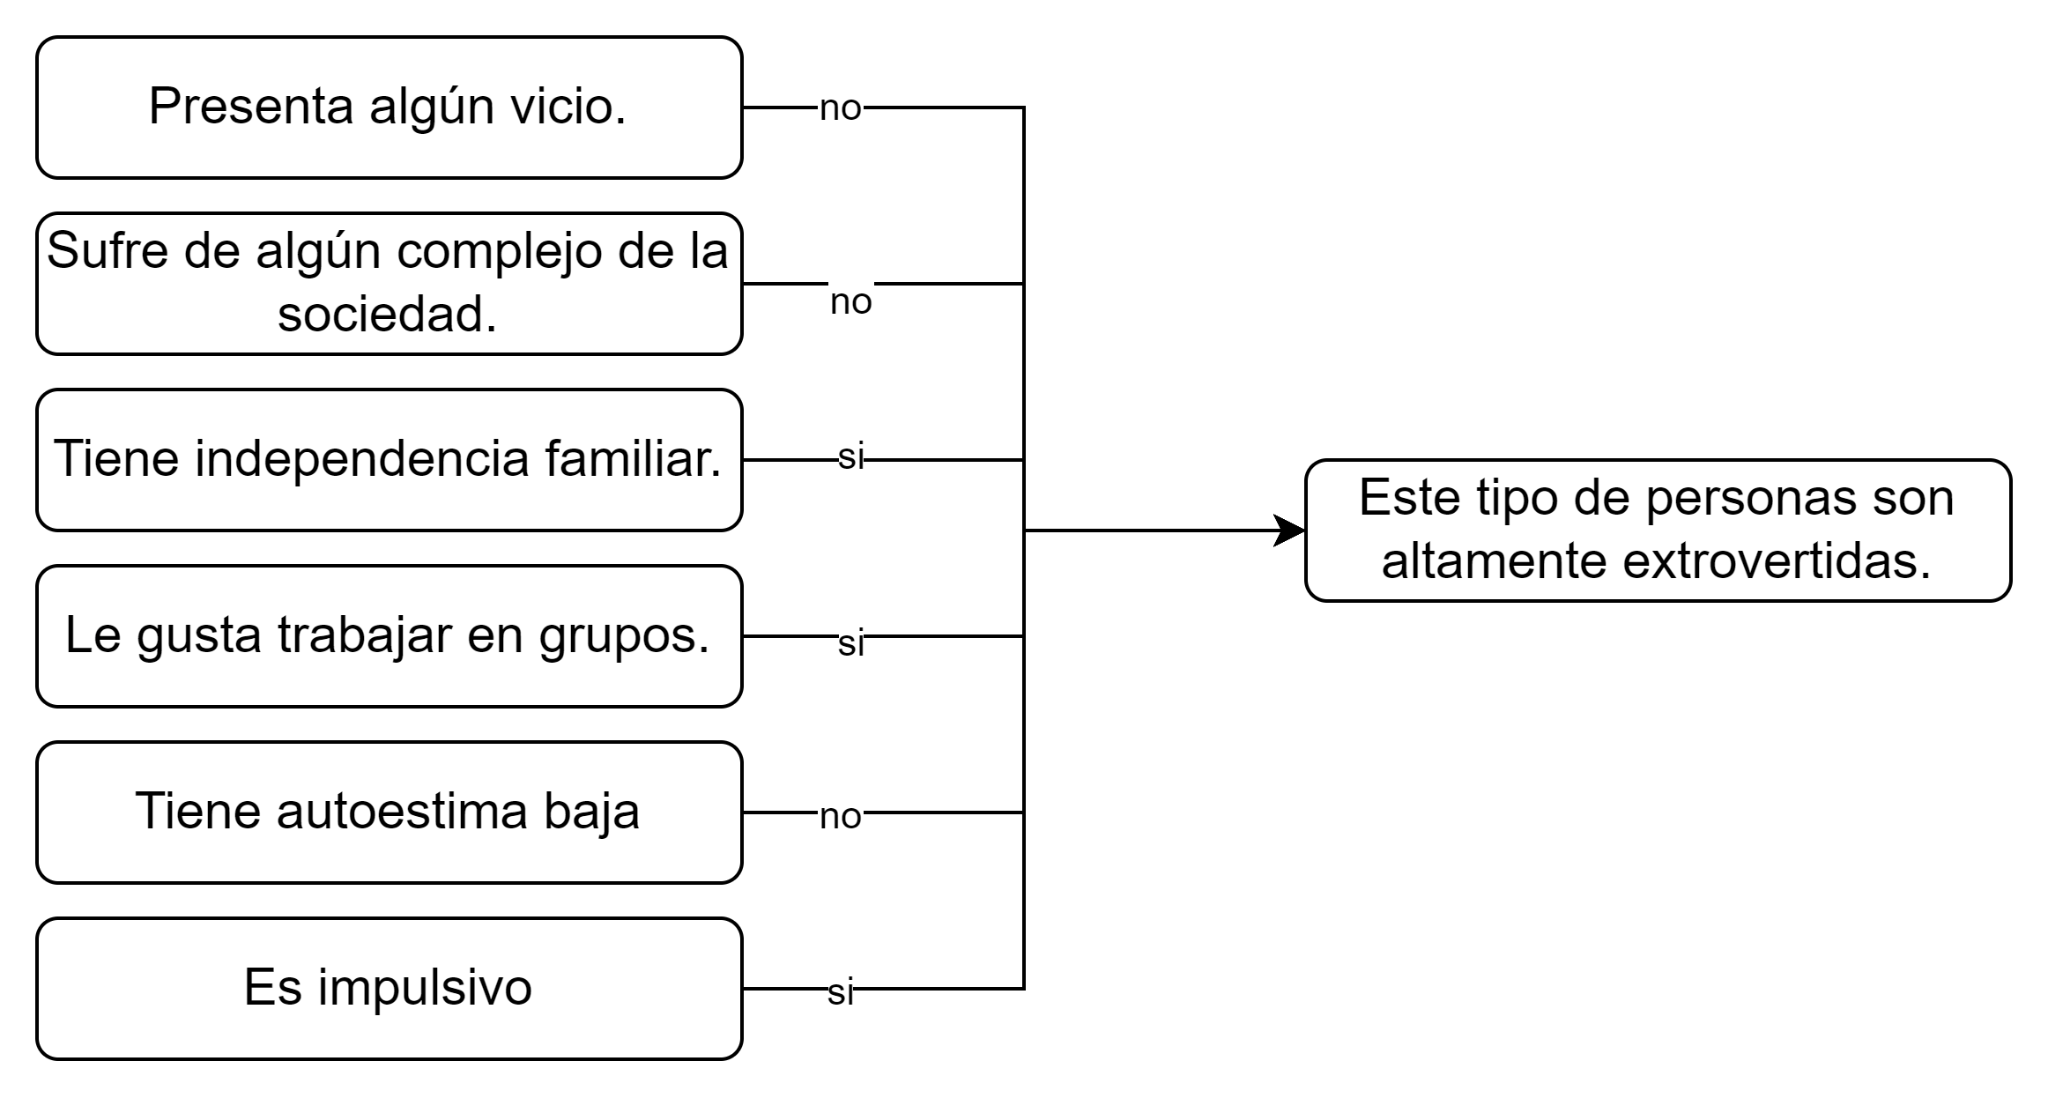 Presenta algún vicio.
no
Sufre de algún complejo de la
sociedad.
no
Tiene independencia familiar.
si
Le gusta trabajar en grupos.
si
Tiene autoestima baja
no
Es impulsivo
si
Este tipo de personas son
altamente extrovertidas.